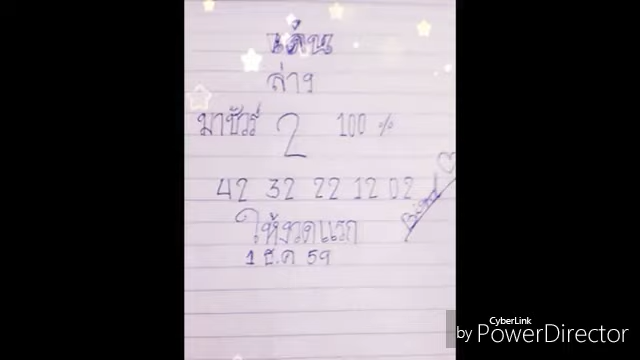 เด่น
ล่าง
มาชัวร์ 2 100 %
42 32 22 12 02
ให้งวดแรก
1 ธ.ค 59
CyberLink
by PowerDirector